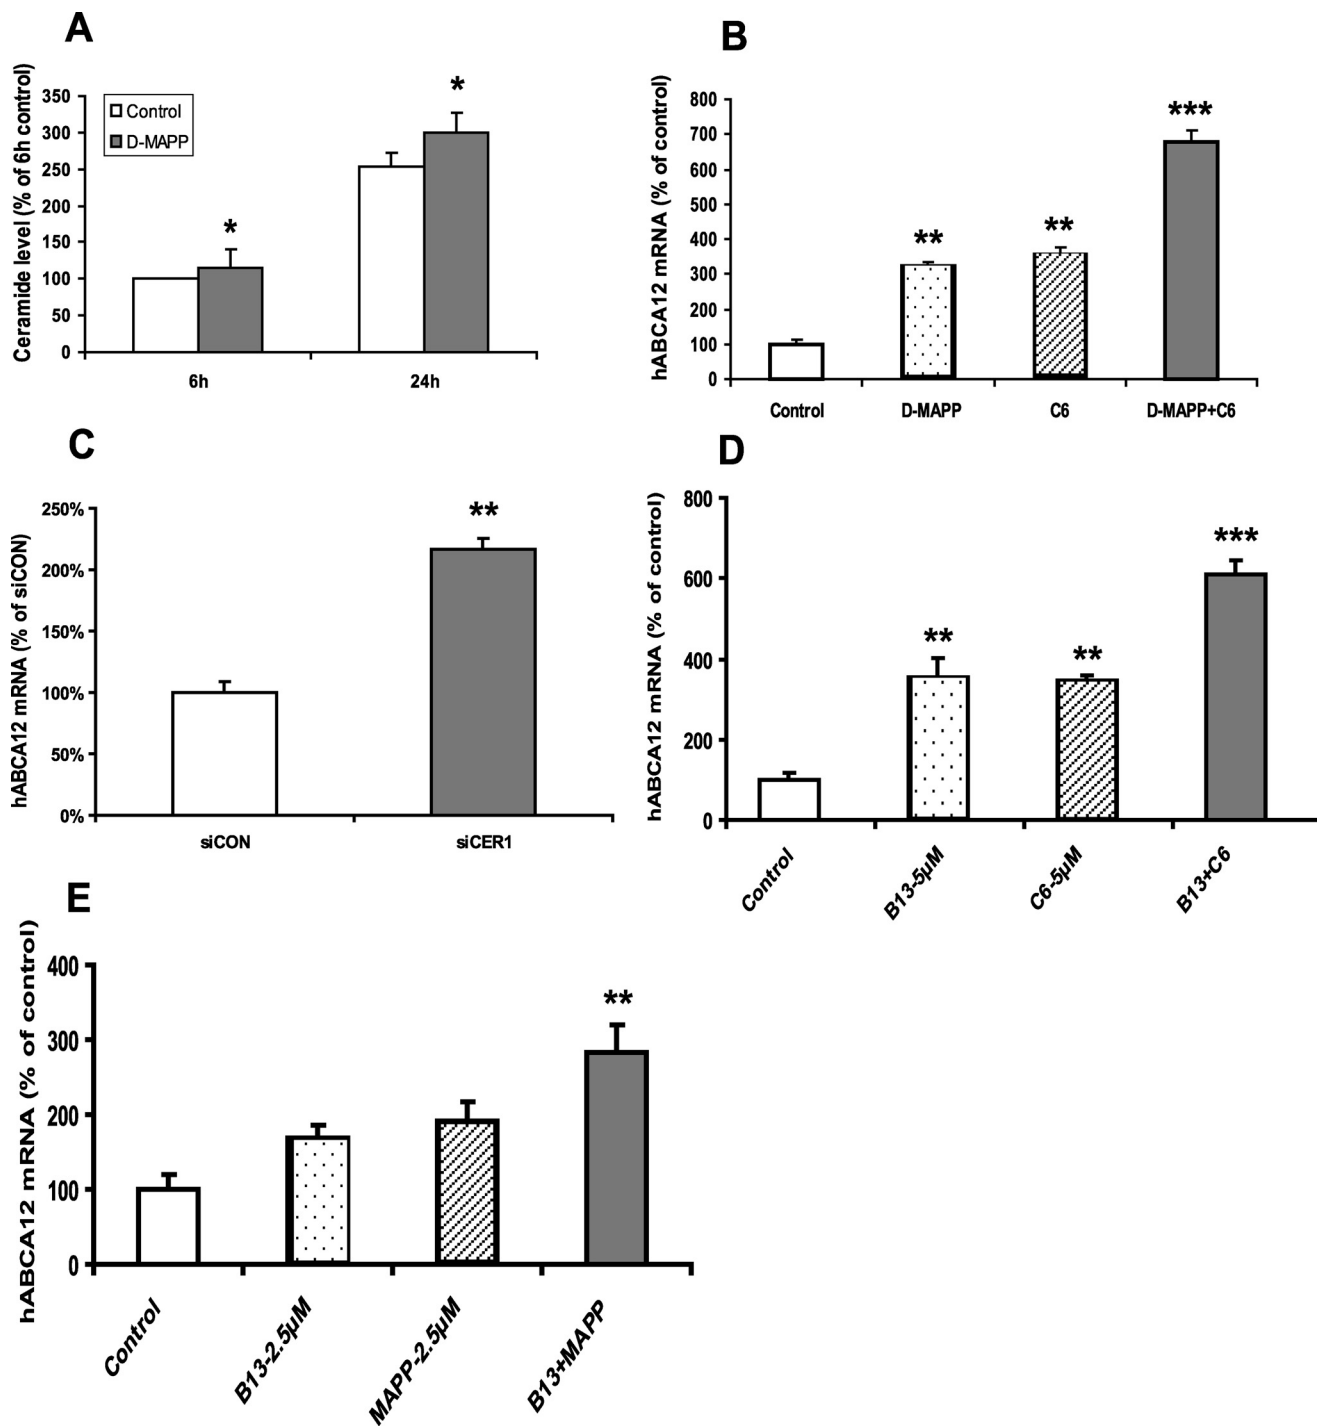 A
Ceramide level (% of 6h control)
350
300
250
200
150
100
50
0
Control
D-MAPP
*
*
6h
24h
B
hABCA12 mRNA (% of control)
800
700
600
500
400
300
200
100
0
**
**
***
Control
D-MAPP
C6
D-MAPP+C6
C
hABCA12 mRNA (% of siCON)
250%
200%
150%
100%
50%
0%
**
siCON
siCER1
D
hABCA12 mRNA (% of control)
800
600
400
200
0
**
**
***
Control
B13-5µM
C6-5µM
B13+C6
E
hABCA12 mRNA (% of control)
400
300
200
100
0
**
Control
B13-2.5µM
MAPP-2.5µM
B13+MAPP